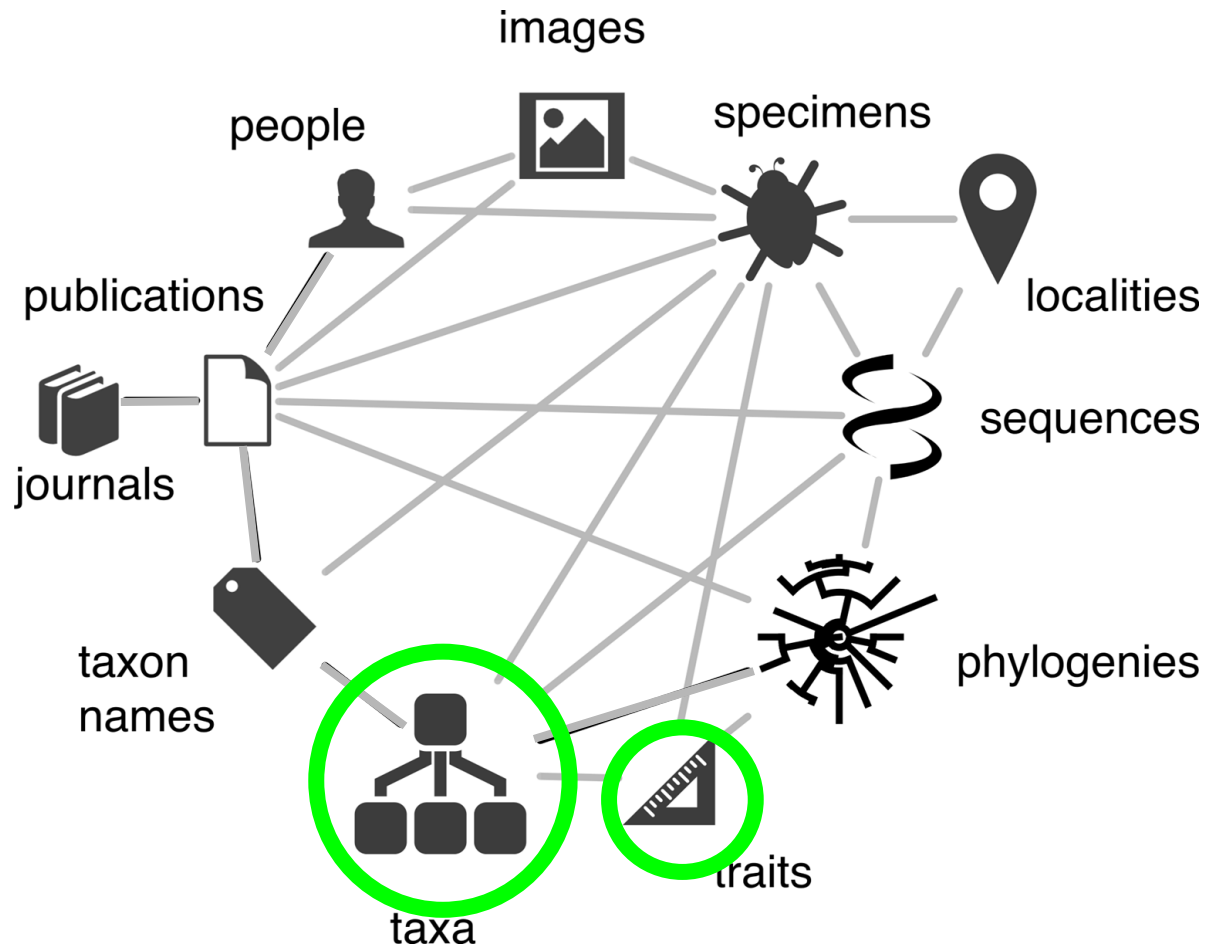 images
people
specimens
publications
localities
journals
sequences
taxon
names
phylogenies
traits
taxa